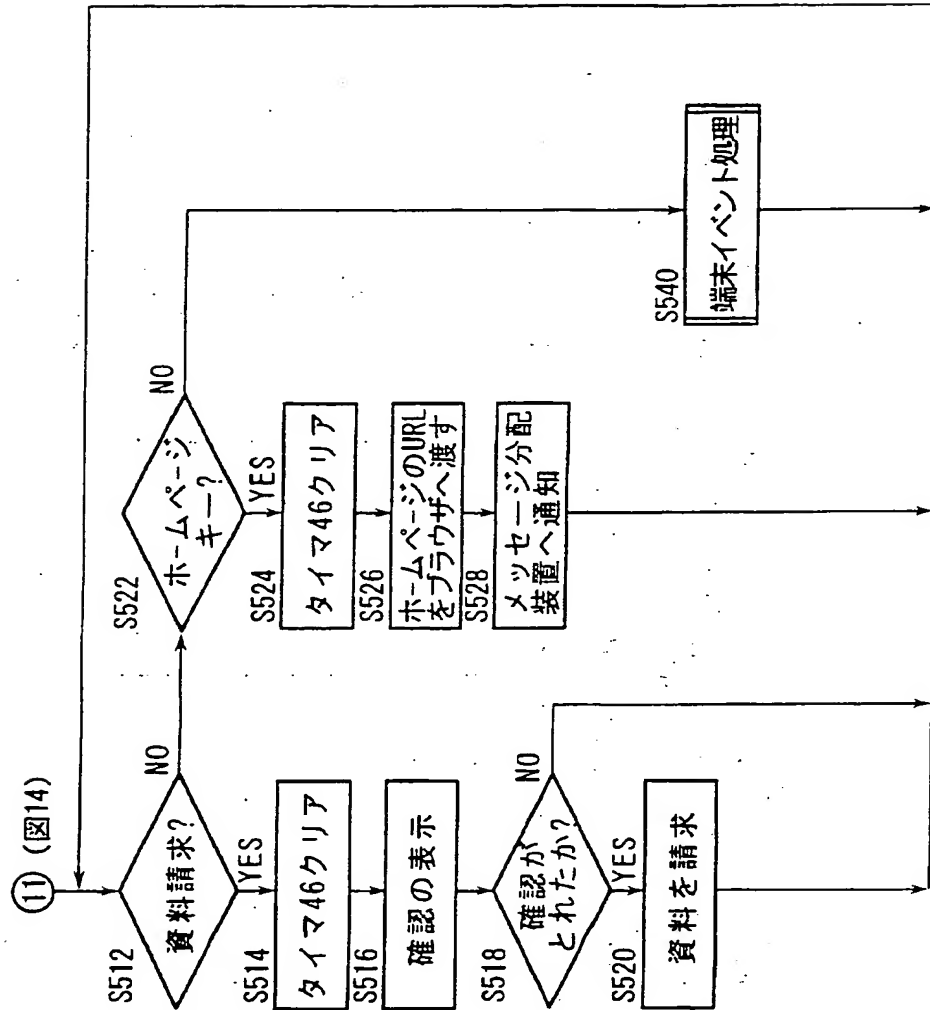 ⑪ (図14)
S512
資料請求?
NO
YES
S514
タイマ46クリア
S516
確認の表示
S518
確認が
とれたか?
NO
YES
S520
資料を請求
S522
ホームページ
キー?
NO
YES
S524
タイマ46クリア
S526
ホームページのURL
をブラウザへ渡す
S528
メッセージ分配
装置へ通知
S540
端末イベント処理